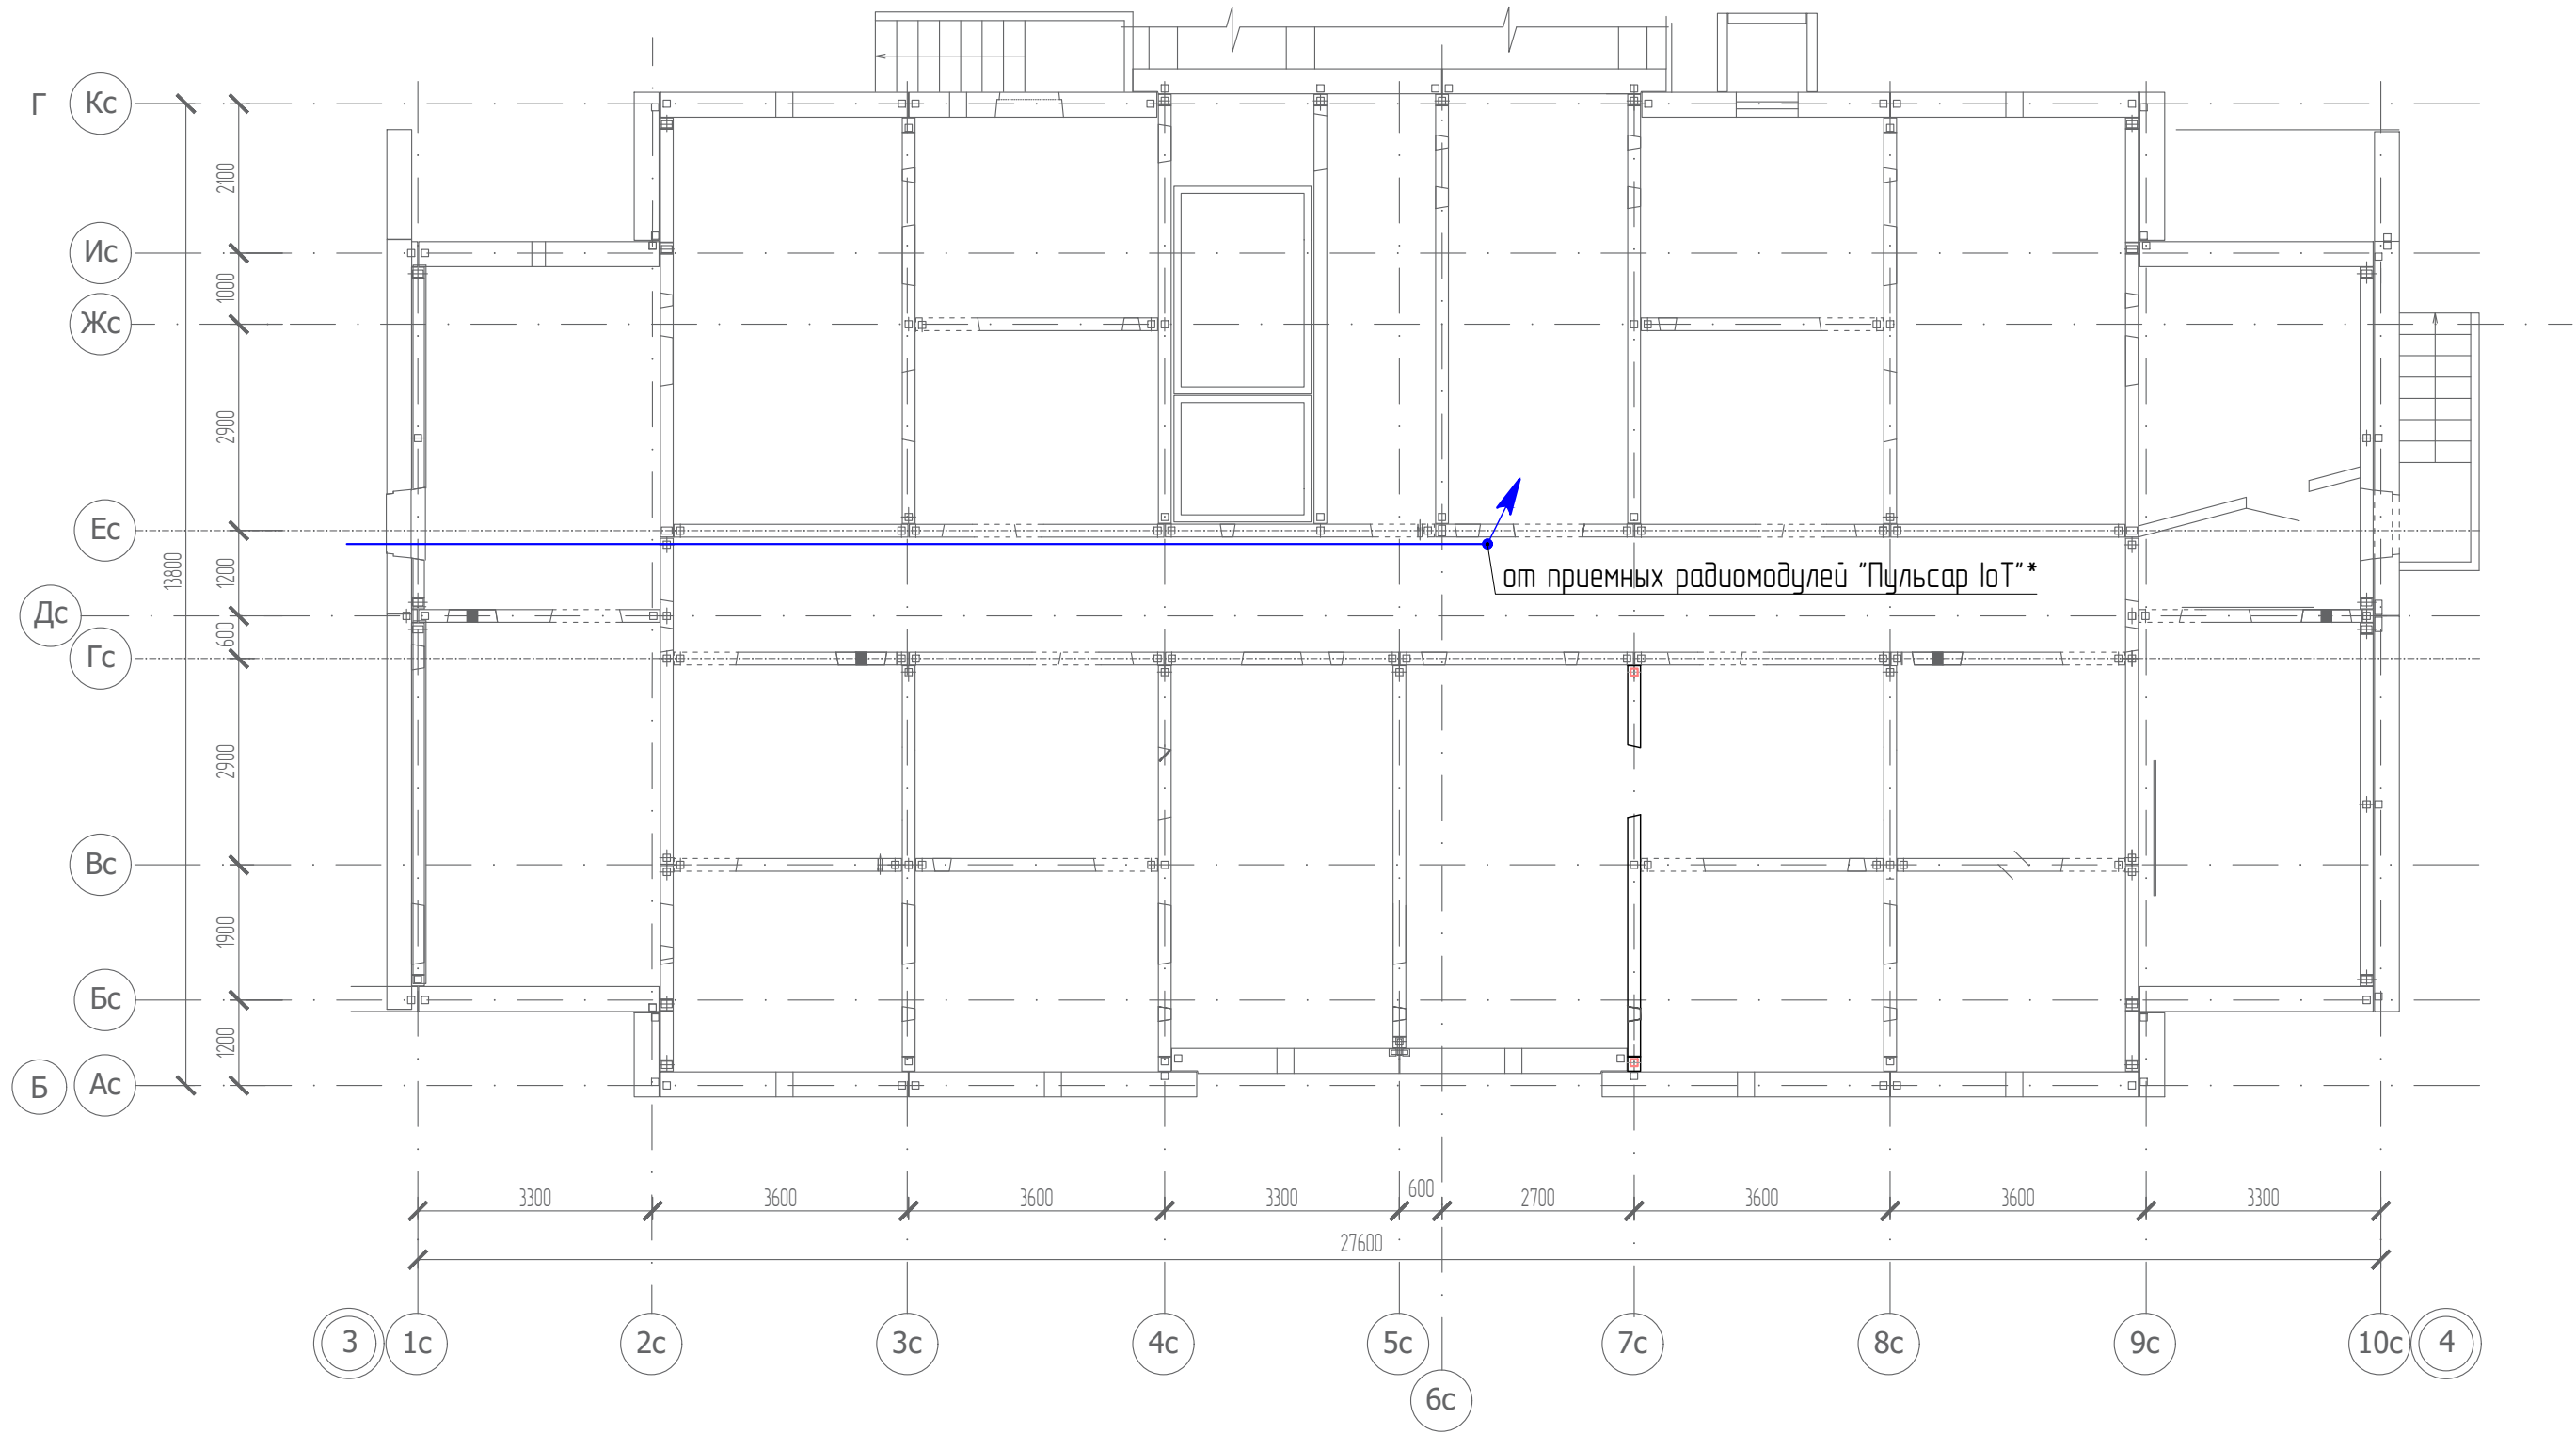 Г
Кс
2100
Ис
1000
Жс
2900
Ес
13800
1200
от приемных радиомодулей "Пульсар IoT"*
Дс
600
Гс
2900
Вс
1900
Бс
1200
Б
Ас
3300
3600
3600
3300
600
2700
3600
3600
3300
27600
3
1с
2с
3с
4с
5с
7с
8с
9с
10с
4
6с